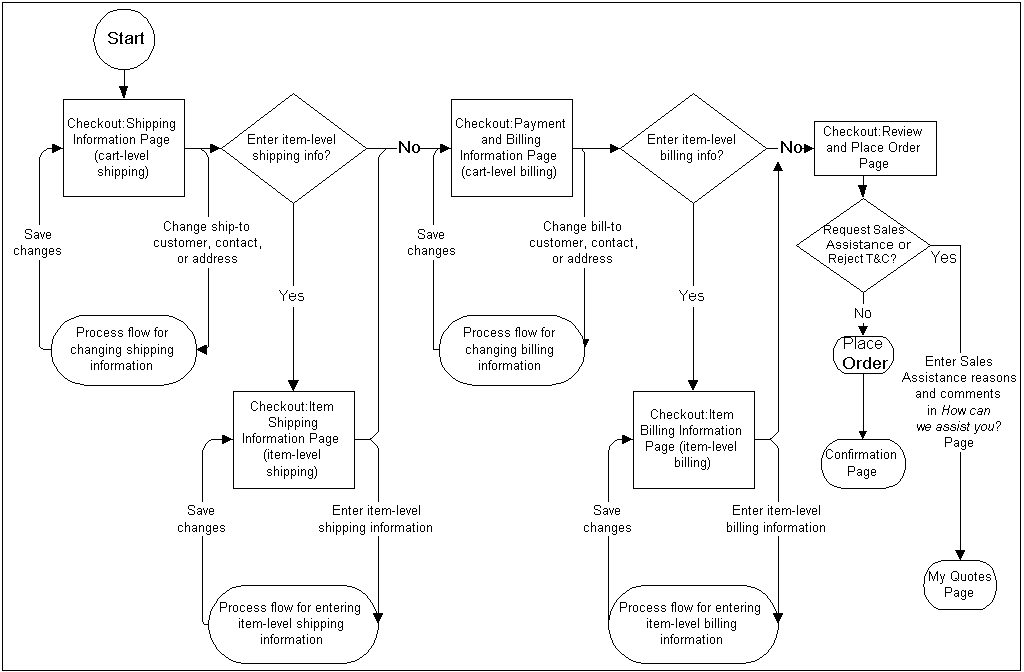 Start
Checkout:Shipping
Information Page
(cart-level
shipping)
Enter item-level
shipping info?
No
Checkout:Payment
and Billing
Information Page
(cart-level billing)
Enter item-level
billing info?
No
Checkout:Review
and Place Order
Page
Save
changes
Change ship-to
customer, contact,
or address
Save
changes
Change bill-to
customer, contact,
or address
Request Sales
Assistance or
Reject T&C?
Yes
Yes
Yes
No
Process flow for
changing shipping
information
Process flow for
changing billing
information
Place
Order
Enter Sales
Assistance reasons
and comments
in How can
we assist you?
Page
Checkout:Item
Shipping
Information Page
(item-level
shipping)
Checkout:Item
Billing Information
Page (item-level
billing)
Confirmation
Page
Save
changes
Enter item-level
shipping information
Save
changes
Enter item-level
billing information
My Quotes
Page
Process flow for entering
item-level shipping
information
Process flow for entering
item-level billing
information